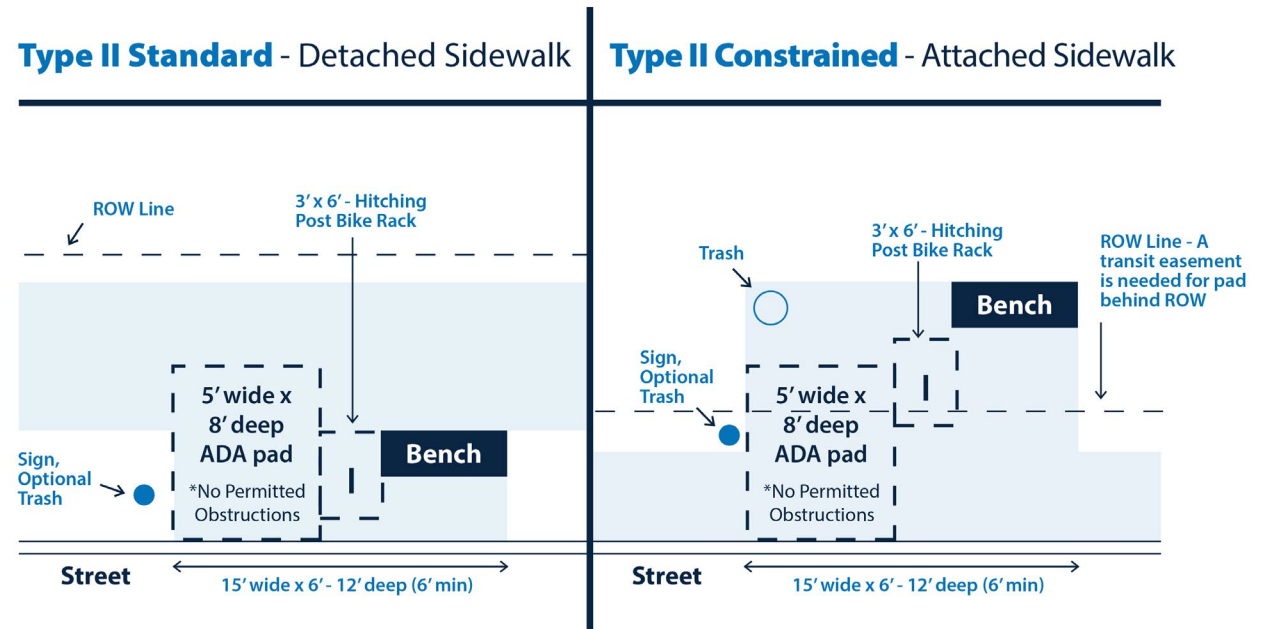 Type II Standard - Detached Sidewalk
ROW Line
3’ x 6’ - Hitching
Post Bike Rack
5’ wide x
8’ deep
ADA pad
*No Permitted
Obstructions
Bench
Sign,
Optional
Trash
Street
15’ wide x 6’ - 12’ deep (6’ min)
Type II Constrained - Attached Sidewalk
Trash
3’ x 6’ - Hitching
Post Bike Rack
ROW Line - A
transit easement
is needed for pad
behind ROW
Bench
Sign,
Optional
Trash
5’ wide x
8’ deep
ADA pad
*No Permitted
Obstructions
Street
15’ wide x 6’ - 12’ deep (6’ min)